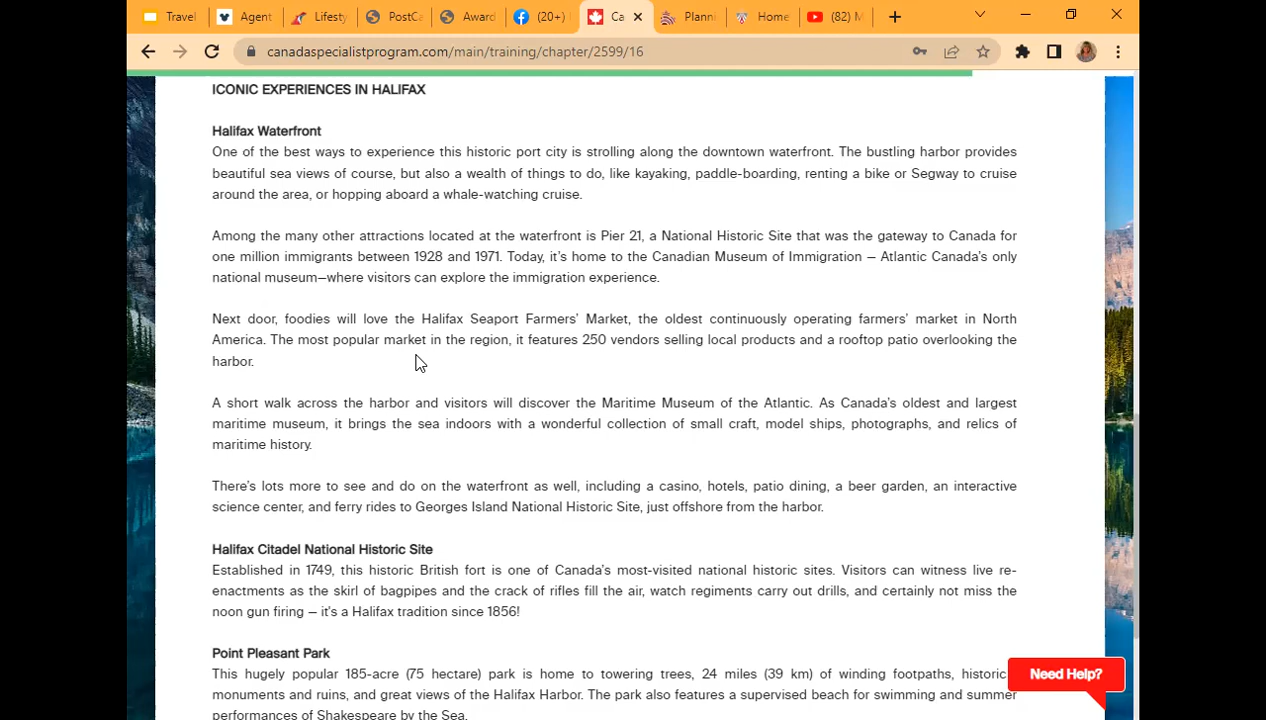 Travel
Agent
Lifesty
PostCa
Award
(20+)
Ca
Planni
Home
(82) M
canadaspecialistprogram.com/main/training/chapter/2599/16
ICONIC EXPERIENCES IN HALIFAX
Halifax Waterfront
One of the best ways to experience this historic port city is strolling along the downtown waterfront. The bustling harbor provides
beautiful sea views of course, but also a wealth of things to do, like kayaking, paddle-boarding, renting a bike or Segway to cruise
around the area, or hopping aboard a whale-watching cruise.
Among the many other attractions located at the waterfront is Pier 21, a National Historic Site that was the gateway to Canada for
one million immigrants between 1928 and 1971. Today, it's home to the Canadian Museum of Immigration – Atlantic Canada's only
national museum—where visitors can explore the immigration experience.
Next door, foodies will love the Halifax Seaport Farmers' Market, the oldest continuously operating farmers' market in North
America. The most popular market in the region, it features 250 vendors selling local products and a rooftop patio overlooking the
harbor.
A short walk across the harbor and visitors will discover the Maritime Museum of the Atlantic. As Canada's oldest and largest
maritime museum, it brings the sea indoors with a wonderful collection of small craft, model ships, photographs, and relics of
maritime history.
There's lots more to see and do on the waterfront as well, including a casino, hotels, patio dining, a beer garden, an interactive
science center, and ferry rides to Georges Island National Historic Site, just offshore from the harbor.
Halifax Citadel National Historic Site
Established in 1749, this historic British fort is one of Canada's most-visited national historic sites. Visitors can witness live re-
enactments as the skirl of bagpipes and the crack of rifles fill the air, watch regiments carry out drills, and certainly not miss the
noon gun firing – it's a Halifax tradition since 1856!
Point Pleasant Park
This hugely popular 185-acre (75 hectare) park is home to towering trees, 24 miles (39 km) of winding footpaths, historic
monuments and ruins, and great views of the Halifax Harbor. The park also features a supervised beach for swimming and summer
performances of Shakespeare by the Sea.
Need Help?